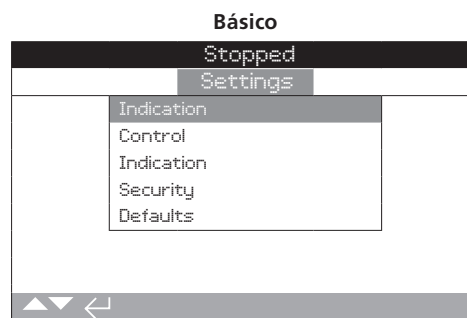 Básico
Stopped
Settings
Indication
Control
Indication
Security
Defaults